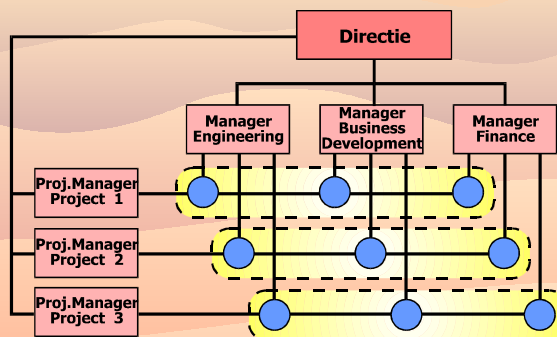 Directie
Manager
Engineering
Manager
Business
Development
Manager
Finance
Proj.Manager
Project 1
Proj.Manager
Project 2
Proj.Manager
Project 3